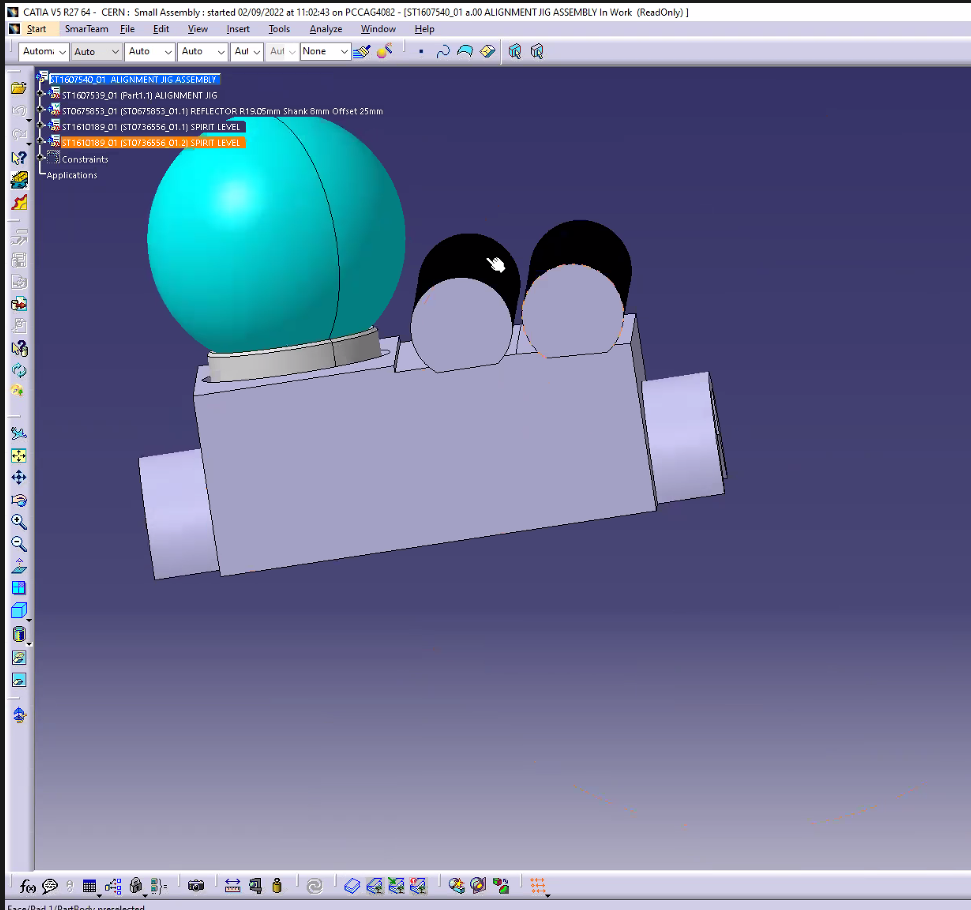 CATIA V5 R27 64 - CERN : Small Assembly : started 02/09/2022 at 11:02:43 on PCCAG4082 - [ST1607540_01 a.00 ALIGNMENT JIG ASSEMBLY In Work (ReadOnly) ]
Start SmarTeam File Edit View Insert Tools Analyze Window Help
Autom Auto Auto Auto Aut Aut None
ST1607540_01 ALIGNMENT JIG ASSEMBLY
ST1607539_01 (Part1.1) ALIGNMENT JIG
ST0675853_01 (ST0675853_01.1) REFLECTOR R19.05mm Shank 8mm Offset 25mm
ST1610189_01 (ST0736556_01.1) SPIRIT LEVEL
ST1610189_01 (ST0736556_01.2) SPIRIT LEVEL
Constraints
Applications
f(x)
Face/Pad.1/PartBody preselected